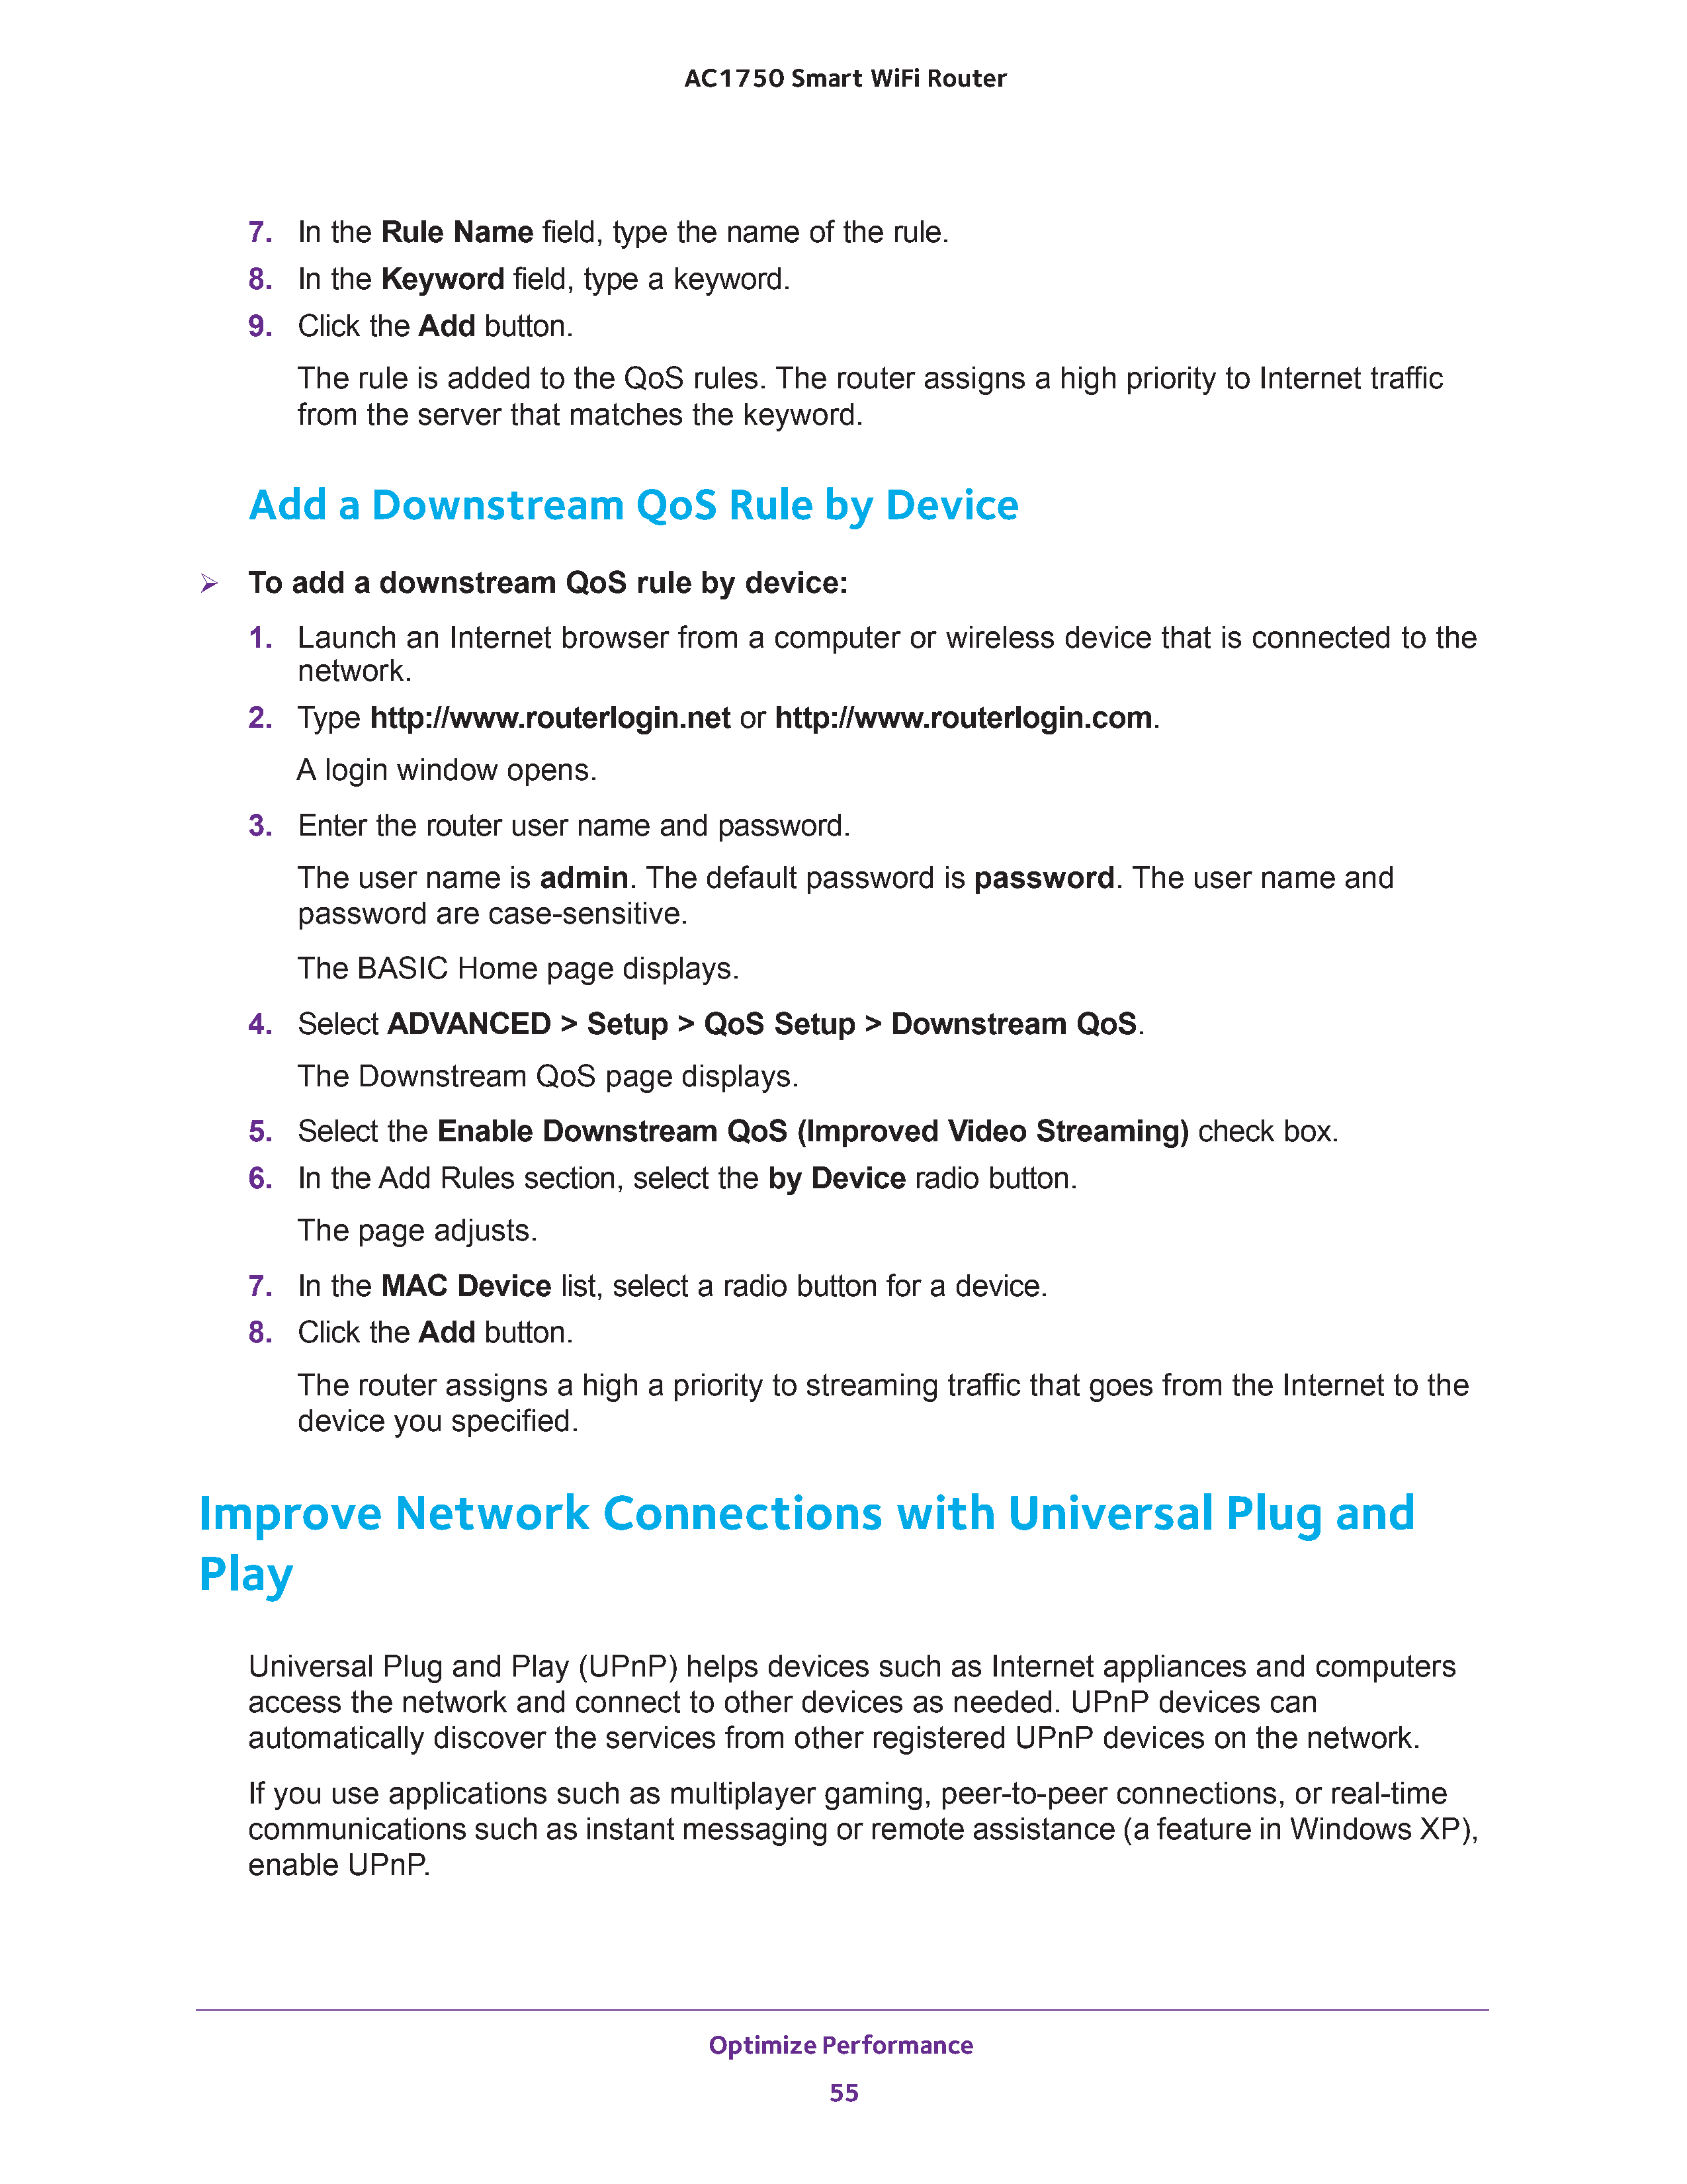 AC1750 Smart WiFi Router
7. In the Rule Name field, type the name of the rule.
8. In the Keyword field, type a keyword.
9. Click the Add button.
The rule is added to the QoS rules. The router assigns a high priority to Internet traffic
from the server that matches the keyword.
Add a Downstream QoS Rule by Device
➢ To add a downstream QoS rule by device:
1. Launch an Internet browser from a computer or wireless device that is connected to the
network.
2. Type http://www.routerlogin.net or http://www.routerlogin.com.
A login window opens.
3. Enter the router user name and password.
The user name is admin. The default password is password. The user name and
password are case-sensitive.
The BASIC Home page displays.
4. Select ADVANCED > Setup > QoS Setup > Downstream QoS.
The Downstream QoS page displays.
5. Select the Enable Downstream QoS (Improved Video Streaming) check box.
6. In the Add Rules section, select the by Device radio button.
The page adjusts.
7. In the MAC Device list, select a radio button for a device.
8. Click the Add button.
The router assigns a high a priority to streaming traffic that goes from the Internet to the
device you specified.
Improve Network Connections with Universal Plug and
Play
Universal Plug and Play (UPnP) helps devices such as Internet appliances and computers
access the network and connect to other devices as needed. UPnP devices can
automatically discover the services from other registered UPnP devices on the network.
If you use applications such as multiplayer gaming, peer-to-peer connections, or real-time
communications such as instant messaging or remote assistance (a feature in Windows XP),
enable UPnP.
Optimize Performance
55